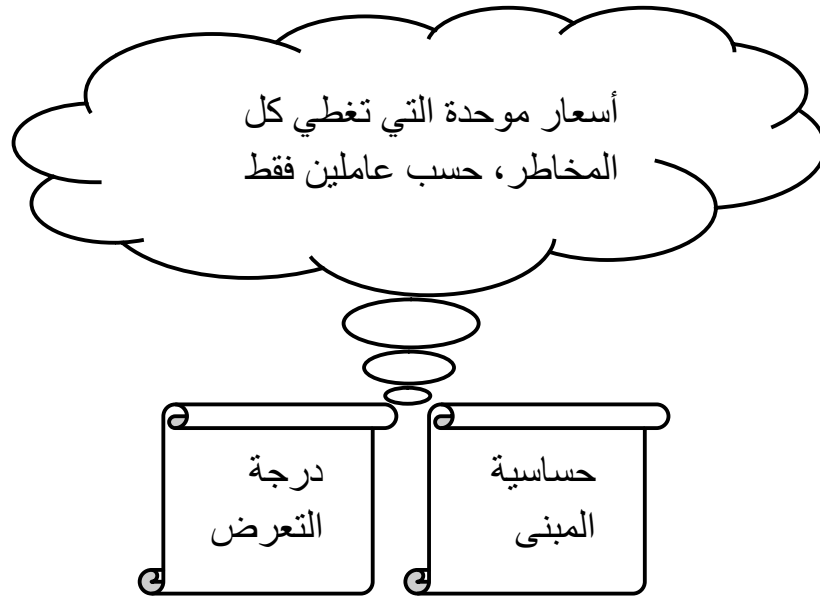 أسعار موحدة التي تغطي كل
المخاطر، حسب عاملين فقط
حساسية
المبنى
درجة
التعرض